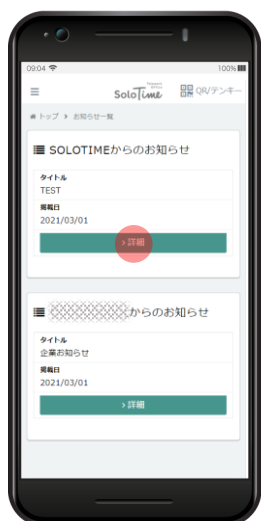 09:04 100%
SoloTime QR/テンキー
トップ > お知らせ一覧
SOLOTIMEからのお知らせ
タイトル
TEST
掲載日
2021/03/01
> 詳細
からのお知らせ
タイトル
企業お知らせ
掲載日
2021/03/01
> 詳細